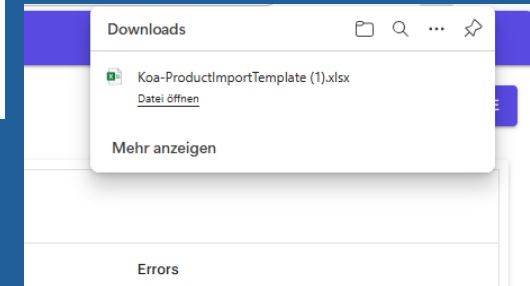 Downloads
Koa-ProductImportTemplate (1).xlsx
Datei öffnen
Mehr anzeigen
Errors